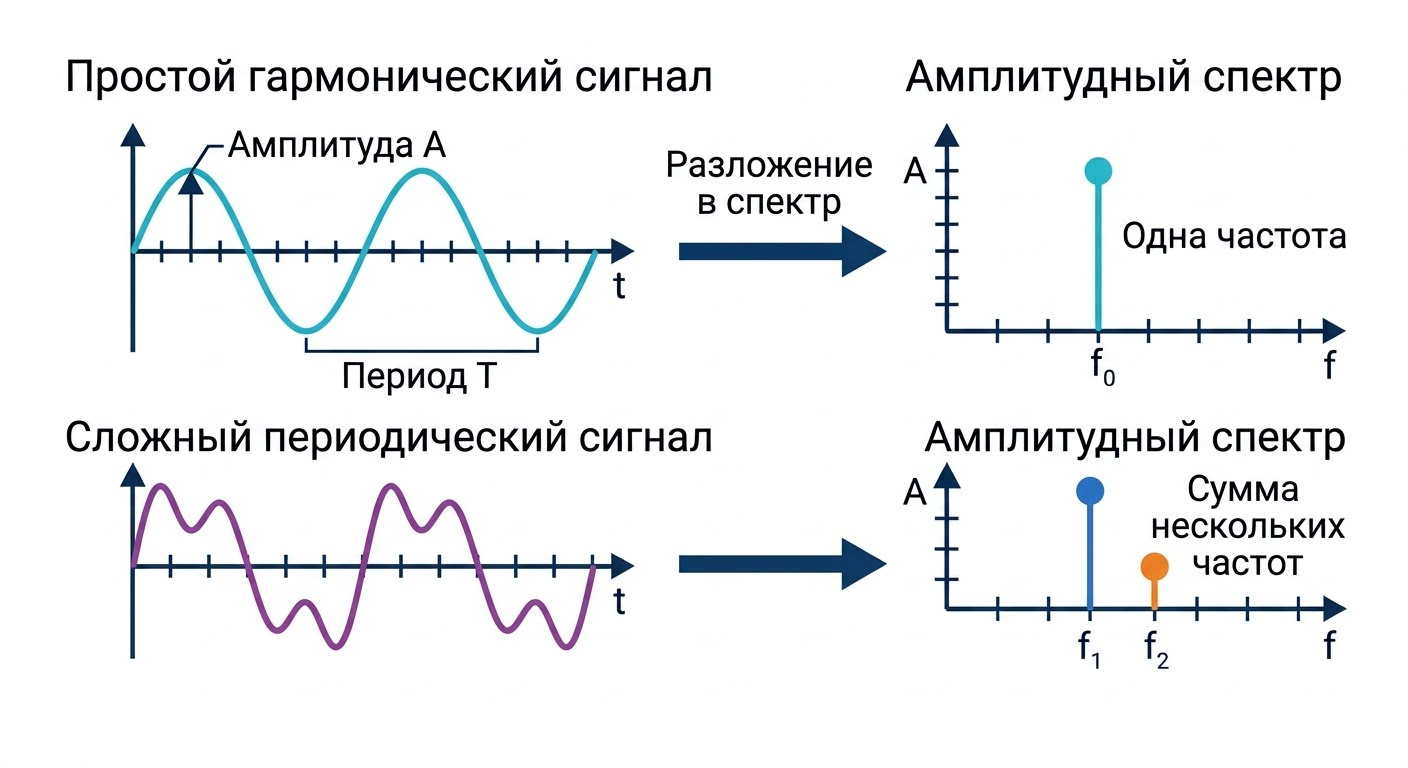 Простой гармонический сигнал
Амплитудный спектр
Амплитуда А
t
Период Т
Разложение
в спектр
А
Одна частота
f₀
f
Сложный периодический сигнал
Амплитудный спектр
t
А
Сумма
нескольких
частот
f₁
f₂
f